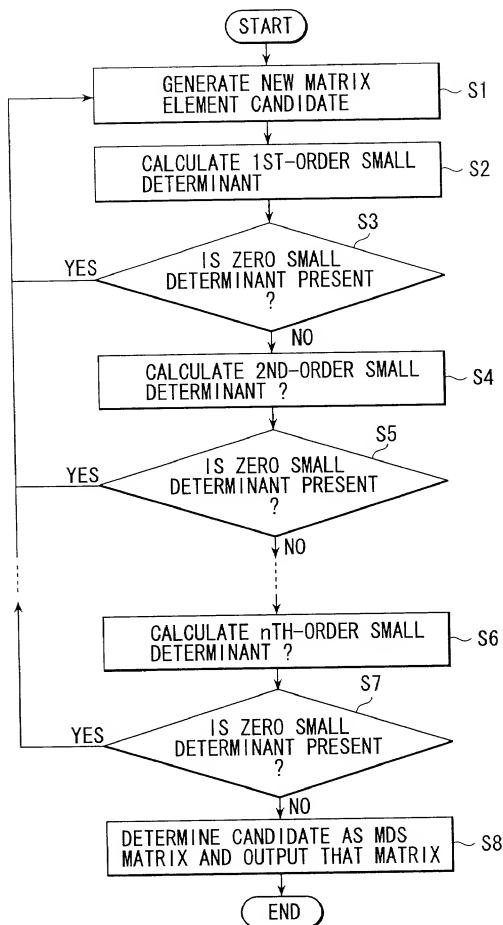 START
GENERATE NEW MATRIX
ELEMENT CANDIDATE
S1
CALCULATE 1ST-ORDER SMALL
DETERMINANT
S2
S3
IS ZERO SMALL
DETERMINANT PRESENT
?
YES
NO
CALCULATE 2ND-ORDER SMALL
DETERMINANT ?
S4
S5
IS ZERO SMALL
DETERMINANT PRESENT
?
YES
NO
CALCULATE nTH-ORDER SMALL
DETERMINANT ?
S6
S7
IS ZERO SMALL
DETERMINANT PRESENT
?
YES
NO
DETERMINE CANDIDATE AS MDS
MATRIX AND OUTPUT THAT MATRIX
S8
END